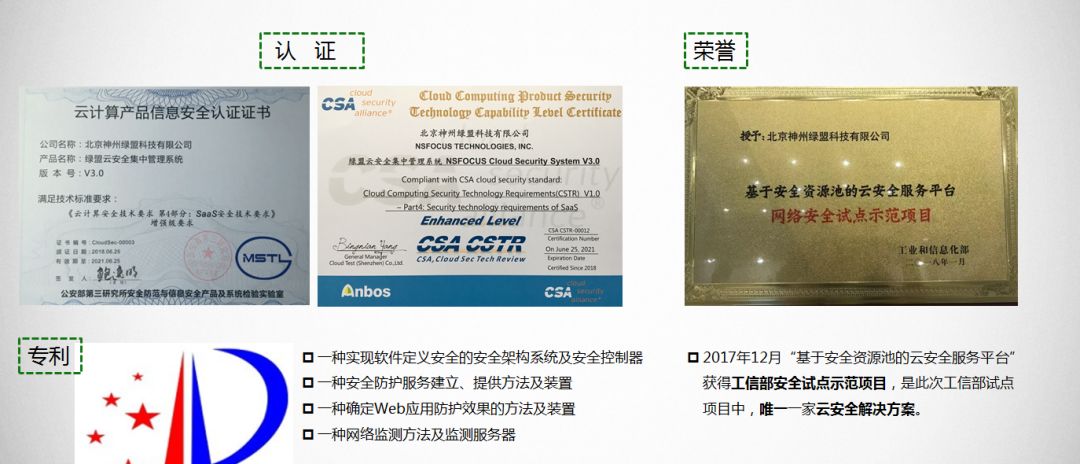 认 证
荣誉
云计算产品信息安全认证证书
公司名称：北京神州绿盟科技有限公司
产品名称：绿盟云安全集中管理系统
版 本 号：V3.0
满足技术标准要求：
《云计算安全技术要求 第4部分：SaaS安全技术要求》
增强级要求
证 书 编 号：CloudSec-00003
颁 证 日 期：2018.06.25
有 效 期 至：2021.06.25
签 发 人：
MSTL
公安部第三研究所安全防范与信息安全产品及系统检验实验室
CSA cloud security alliance®
Cloud Computing Product Security
Technology Capability Level Certificate
北京神州绿盟科技有限公司
NSFOCUS TECHNOLOGIES, INC.
绿盟云安全集中管理系统 NSFOCUS Cloud Security System V3.0
Compliant with CSA cloud security standard:
Cloud Computing Security Technology Requirements(CSTR) V1.0
– Part4: Security technology requirements of SaaS
Enhanced Level
CSA CSTR
CSA, Cloud Sec Tech Review
General Manager
Cloud Test (Shenzhen) Co., Ltd.
CSA CSTR-00012
Certification Number
On June 25, 2021
Expiration Date
Certified Since 2018
Anbos
CSA cloud security alliance®
授予：北京神州绿盟科技有限公司
基于安全资源池的云安全服务平台
网络安全试点示范项目
工业和信息化部
二〇一八年一月
专利
一种实现软件定义安全的安全架构系统及安全控制器
一种安全防护服务建立、提供方法及装置
一种确定Web应用防护效果的方法及装置
一种网络监测方法及监测服务器
2017年12月“基于安全资源池的云安全服务平台”
获得工信部安全试点示范项目，是此次工信部试点
项目中，唯一一家云安全解决方案。